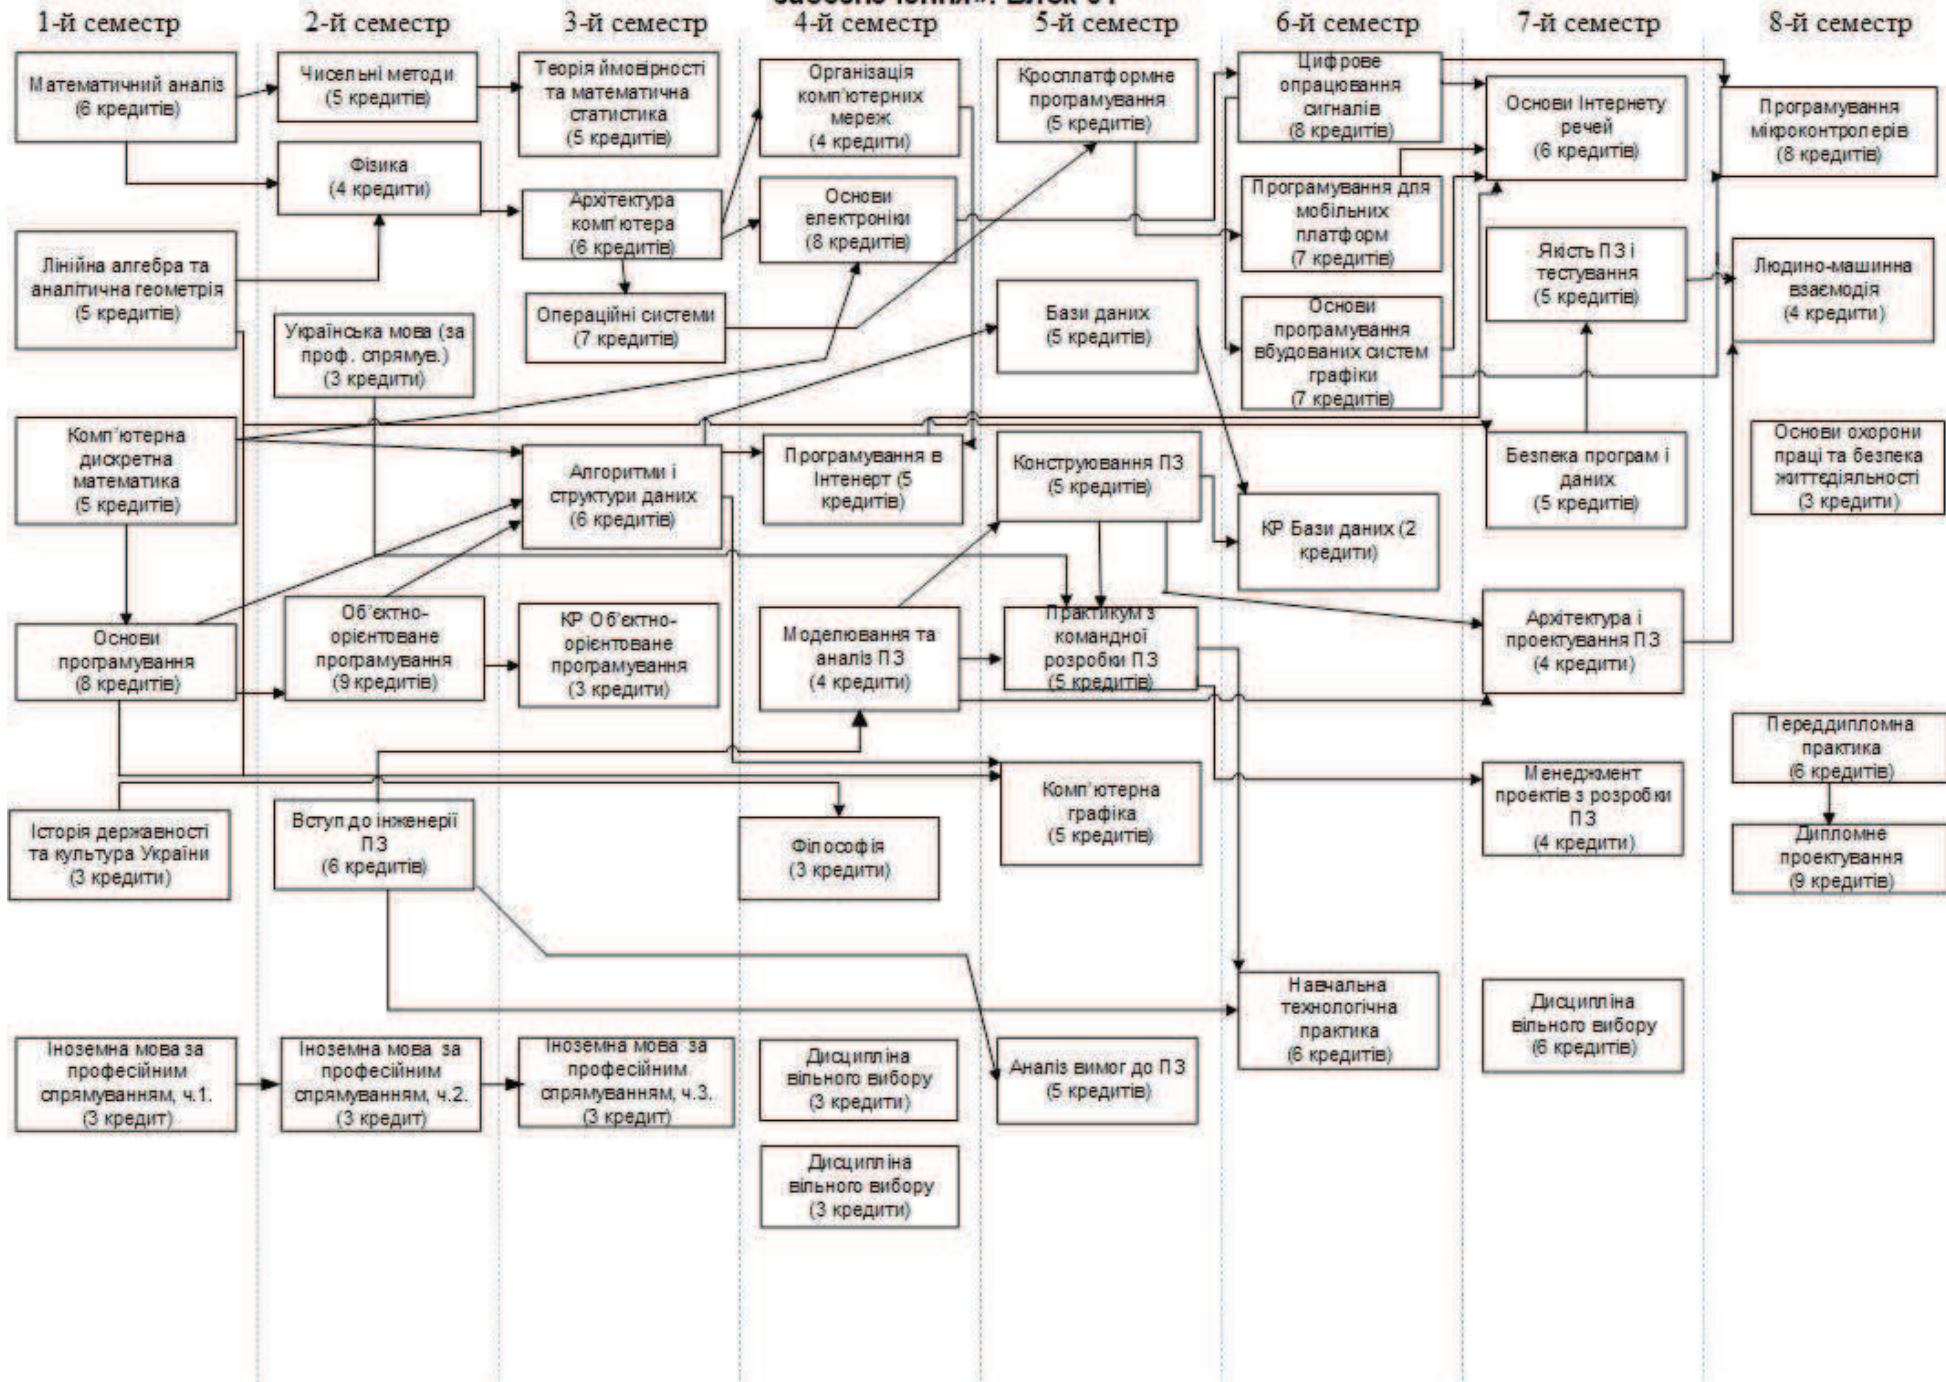 1-й семестр
2-й семестр
3-й семестр
4-й семестр
5-й семестр
6-й семестр
7-й семестр
8-й семестр
Математичний аналіз
(6 кредитів)
Лінійна алгебра та
аналітична геометрія
(5 кредитів)
Комп'ютерна
дискретна
математика
(5 кредитів)
Основи
програмування
(8 кредитів)
Історія державності
та культура України
(3 кредити)
Іноземна мова за
професійним
спрямуванням, ч.1.
(3 кредит)
Чисельні методи
(5 кредитів)
Фізика
(4 кредити)
Українська мова (за
проф. спрямув.)
(3 кредити)
Об'єктно-
орієнтоване
програмування
(9 кредитів)
Вступ до інженерії
ПЗ
(6 кредитів)
Іноземна мова за
професійним
спрямуванням, ч.2.
(3 кредит)
Теорія ймовірності
та математична
статистика
(5 кредитів)
Архітектура
комп'ютера
(6 кредитів)
Операційні системи
(7 кредитів)
Алгоритми і
структури даних
(6 кредитів)
КР Об'єктно-
орієнтоване
програмування
(3 кредити)
Іноземна мова за
професійним
спрямуванням, ч.3.
(3 кредит)
Організація
комп'ютерних
мереж
(4 кредити)
Основи
електроніки
(8 кредитів)
Програмування в
Інтенерт (5
кредитів)
Моделювання та
аналіз ПЗ
(4 кредити)
Філософія
(3 кредити)
Дисципліна
вільного вибору
(3 кредити)
Дисципліна
вільного вибору
(3 кредити)
Кросплатформне
програмування
(5 кредитів)
Бази даних
(5 кредитів)
Конструювання ПЗ
(5 кредитів)
Практикум з
командної
розробки ПЗ
(5 кредитів)
Комп'ютерна
графіка
(5 кредитів)
Аналіз вимог до ПЗ
(5 кредитів)
Цифрове
опрацювання
сигналів
(8 кредитів)
Програмування для
мобільних
платформ
(7 кредитів)
Основи
програмування
вбудованих систем
графіки
(7 кредитів)
КР Бази даних (2
кредити)
Навчальна
технологічна
практика
(6 кредитів)
Основи Інтернету
речей
(6 кредитів)
Якість ПЗ і
тестування
(5 кредитів)
Безпека програм і
даних
(5 кредитів)
Архітектура і
проектування ПЗ
(4 кредити)
Менеджмент
проектів з розробки
ПЗ
(4 кредити)
Дисципліна
вільного вибору
(6 кредитів)
Програмування
мікроконтролерів
(8 кредитів)
Людино-машинна
взаємодія
(4 кредити)
Основи охорони
праці та безпека
життєдіяльності
(3 кредити)
Переддипломна
практика
(6 кредитів)
Дипломне
проектування
(9 кредитів)